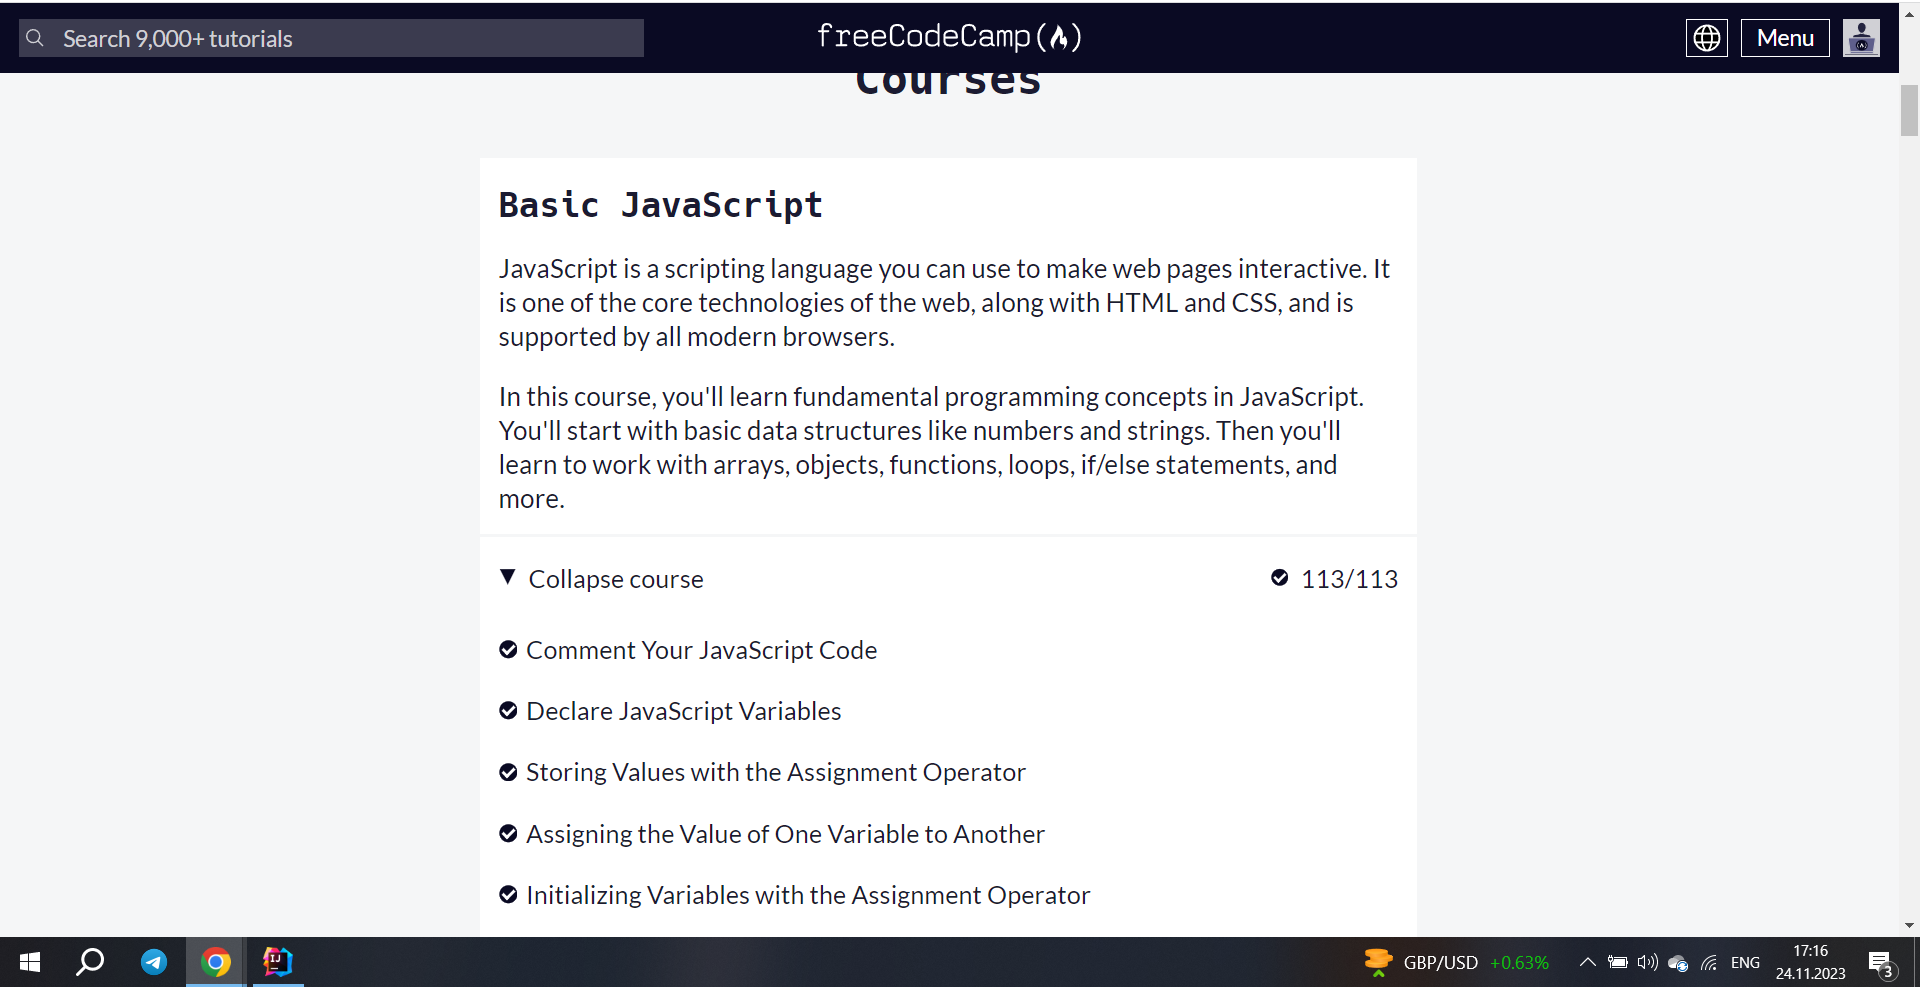 Search 9,000+ tutorials
freeCodeCamp(🔥)
Menu
Courses
Basic JavaScript
JavaScript is a scripting language you can use to make web pages interactive. It
is one of the core technologies of the web, along with HTML and CSS, and is
supported by all modern browsers.
In this course, you'll learn fundamental programming concepts in JavaScript.
You'll start with basic data structures like numbers and strings. Then you'll
learn to work with arrays, objects, functions, loops, if/else statements, and
more.
Collapse course
113/113
Comment Your JavaScript Code
Declare JavaScript Variables
Storing Values with the Assignment Operator
Assigning the Value of One Variable to Another
Initializing Variables with the Assignment Operator
IJ
GBP/USD +0.63%
ENG
17:16
24.11.2023
3